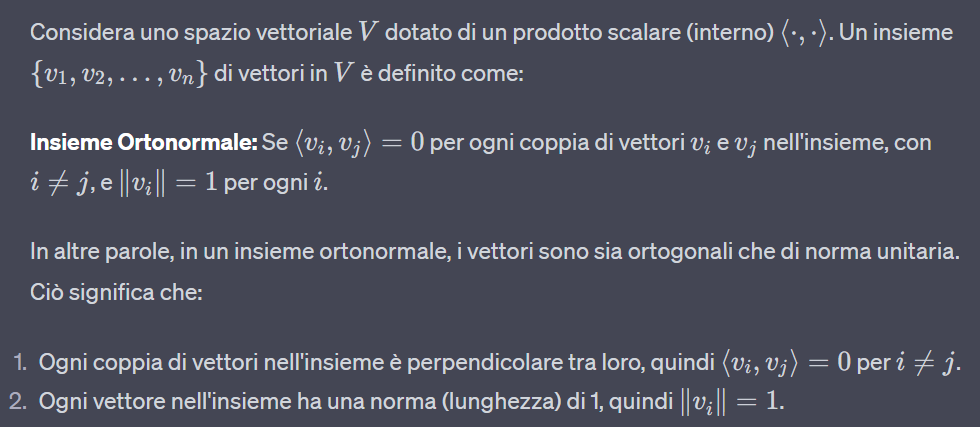 Considera uno spazio vettoriale V dotato di un prodotto scalare (interno) ⟨·, ·⟩. Un insieme
{v₁, v₂, . . . , vₙ} di vettori in V è definito come:
Insieme Ortonormale: Se ⟨vᵢ, vⱼ⟩ = 0 per ogni coppia di vettori vᵢ e vⱼ nell'insieme, con
i ≠ j, e ∥vᵢ∥ = 1 per ogni i.
In altre parole, in un insieme ortonormale, i vettori sono sia ortogonali che di norma unitaria.
Ciò significa che:
1. Ogni coppia di vettori nell'insieme è perpendicolare tra loro, quindi ⟨vᵢ, vⱼ⟩ = 0 per i ≠ j.
2. Ogni vettore nell'insieme ha una norma (lunghezza) di 1, quindi ∥vᵢ∥ = 1.